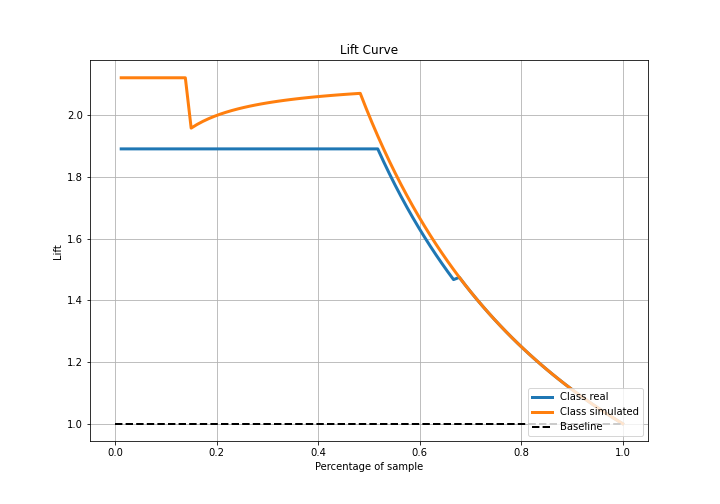 Lift Curve
Lift
2.0
1.8
1.6
1.4
1.2
1.0
Class real
Class simulated
Baseline
0.0 0.2 0.4 0.6 0.8 1.0
Percentage of sample